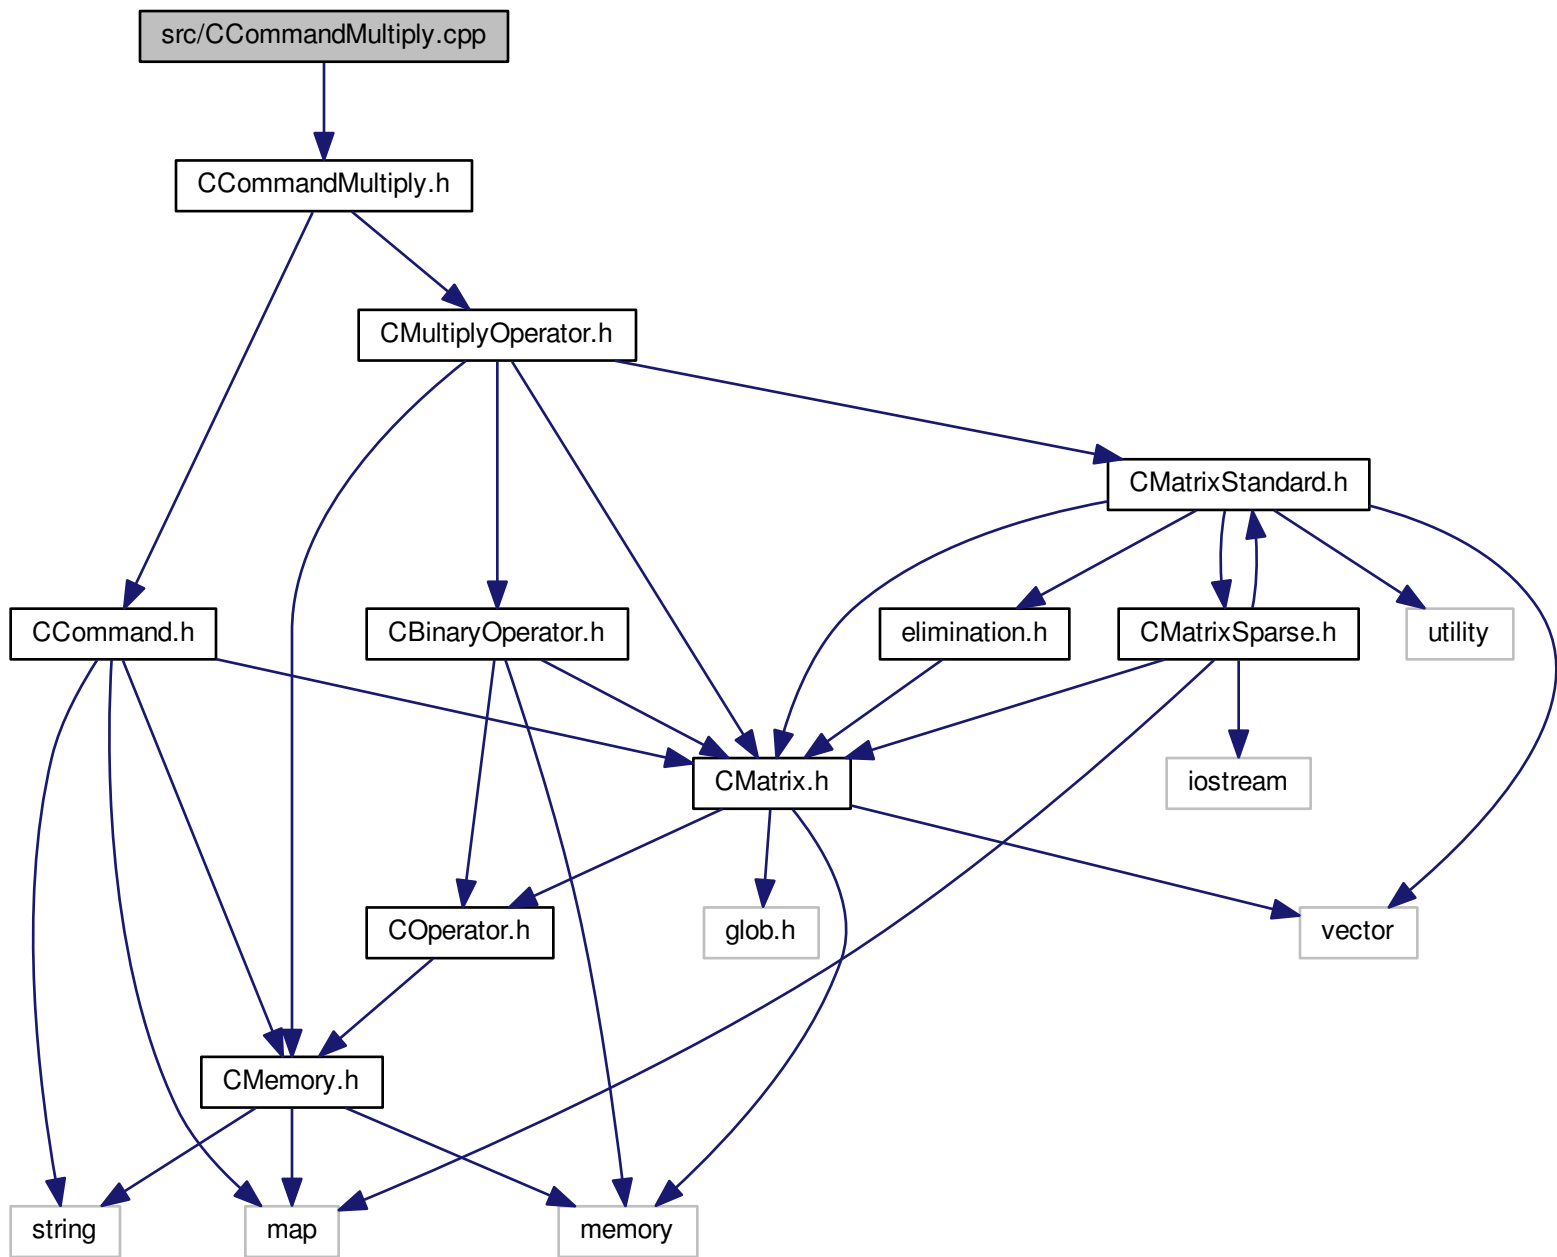 src/CCommandMultiply.cpp
CCommandMultiply.h
CMultiplyOperator.h
CMatrixStandard.h
CCommand.h
CBinaryOperator.h
elimination.h
CMatrixSparse.h
utility
CMatrix.h
iostream
COperator.h
glob.h
vector
CMemory.h
string
map
memory